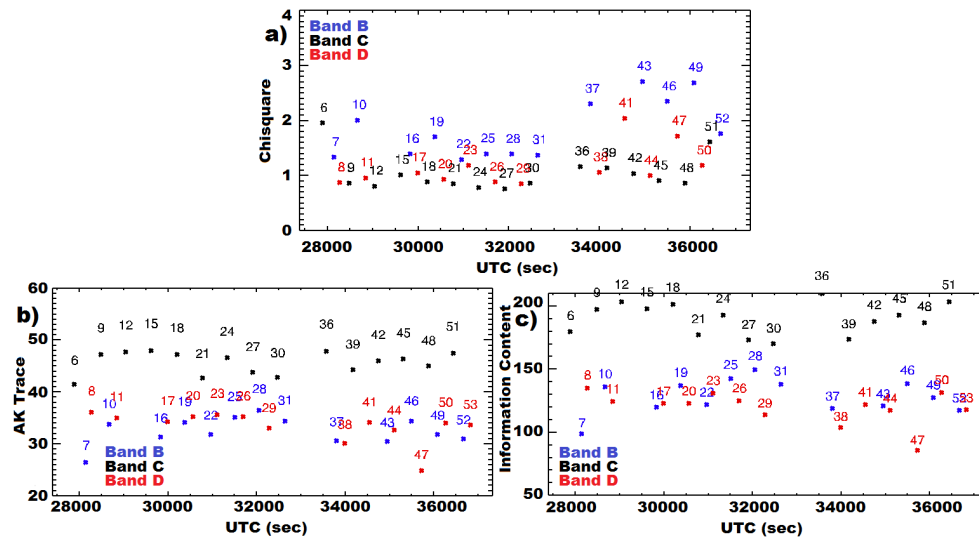 a)
Band B
Band C
Band D
Chisquare
4
3
2
1
0
6 7 8 9 10 11 12 15 16 17 18 19 20 21 22 23 24 25 26 27 28 29 30 31 36 37 38 39 41 42 43 44 45 46 47 48 49 50 51 52
28000 30000 32000 34000 36000
UTC (sec)
b)
AK Trace
60
50
40
30
20
6 7 8 9 10 11 12 15 16 17 18 19 20 21 22 23 24 25 26 27 28 29 30 31 36 37 38 39 41 42 43 44 45 46 47 48 49 50 51 52 53
Band B
Band C
Band D
28000 30000 32000 34000 36000
UTC (sec)
c)
Information Content
200
150
100
50
6 7 8 9 10 11 12 15 16 17 18 19 20 21 22 23 24 25 26 27 28 29 30 31 36 37 38 39 41 42 43 44 45 46 47 48 49 50 51 52 53
Band B
Band C
Band D
28000 30000 32000 34000 36000
UTC (sec)